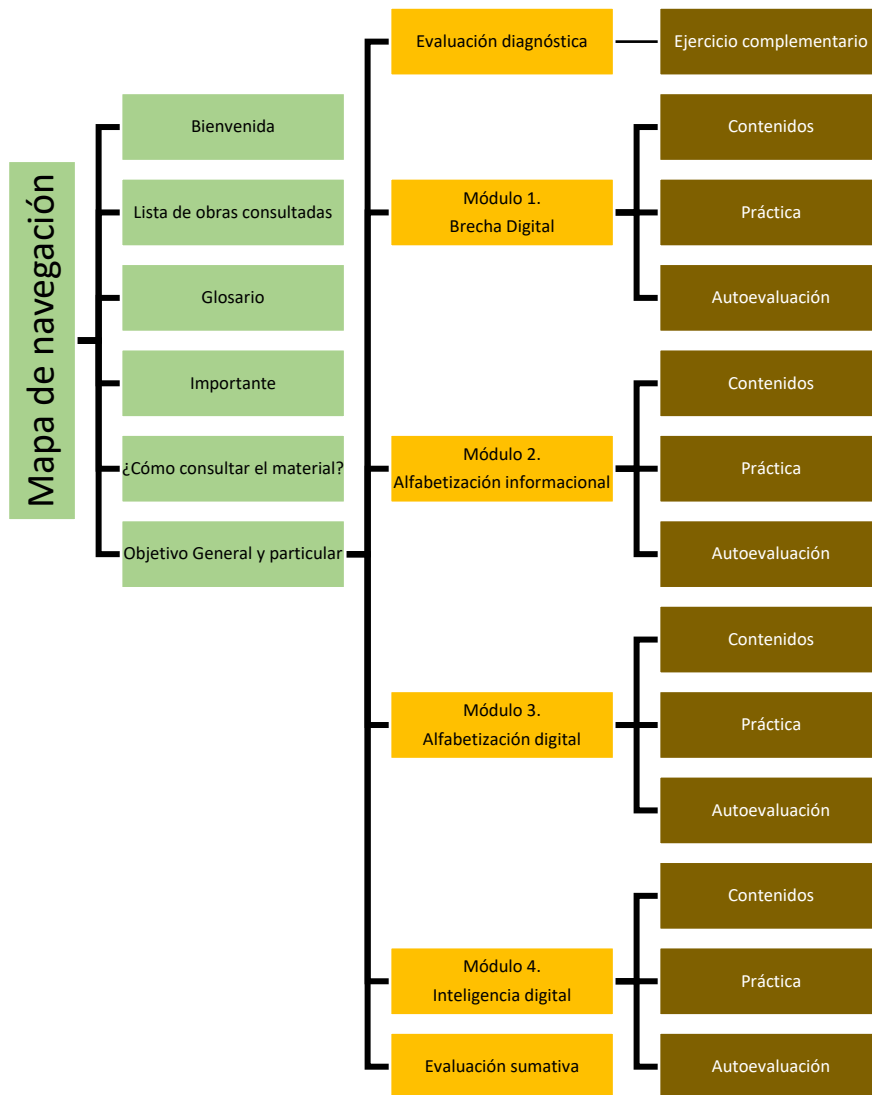 Mapa de navegación
Bienvenida
Lista de obras consultadas
Glosario
Importante
¿Cómo consultar el material?
Objetivo General y particular
Evaluación diagnóstica
Ejercicio complementario
Módulo 1.
Brecha Digital
Contenidos
Práctica
Autoevaluación
Módulo 2.
Alfabetización informacional
Contenidos
Práctica
Autoevaluación
Módulo 3.
Alfabetización digital
Contenidos
Práctica
Autoevaluación
Módulo 4.
Inteligencia digital
Contenidos
Práctica
Autoevaluación
Evaluación sumativa